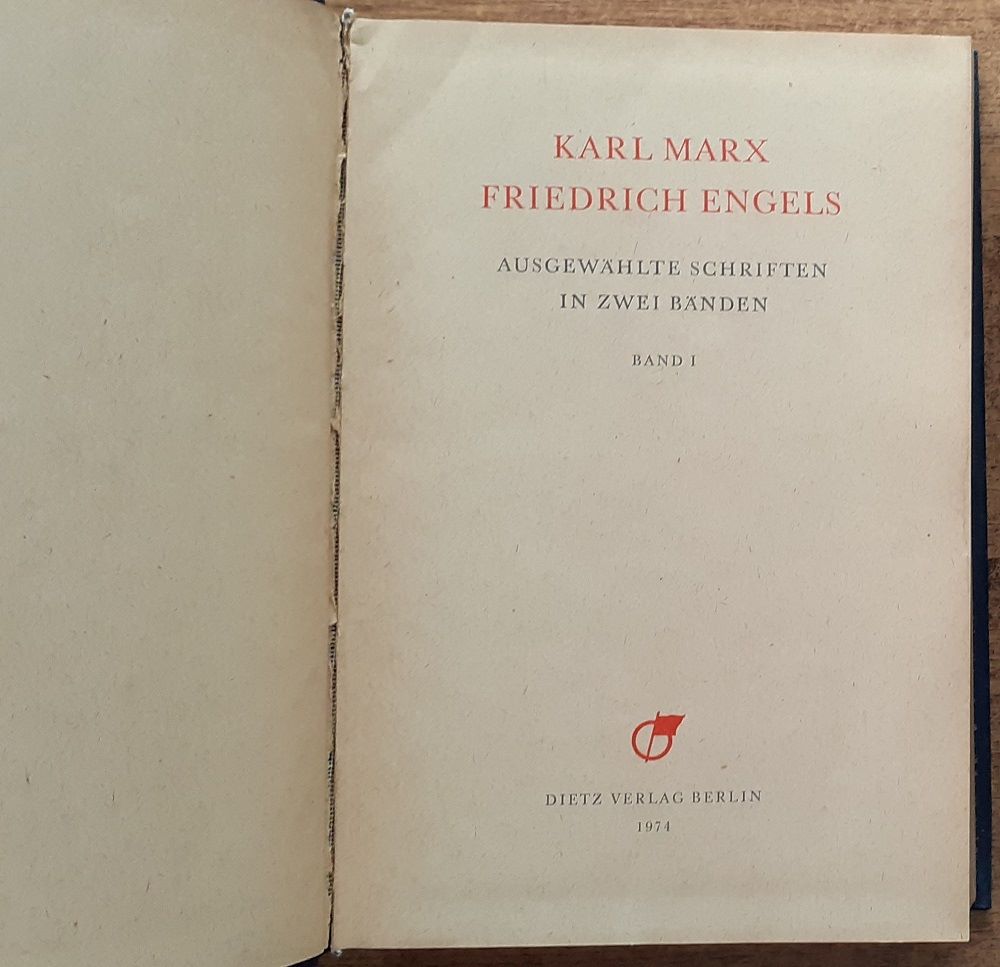 KARL MARX
FRIEDRICH ENGELS
AUSGEWÄHLTE SCHRIFTEN
IN ZWEI BÄNDEN
BAND I
DIETZ VERLAG BERLIN
1974